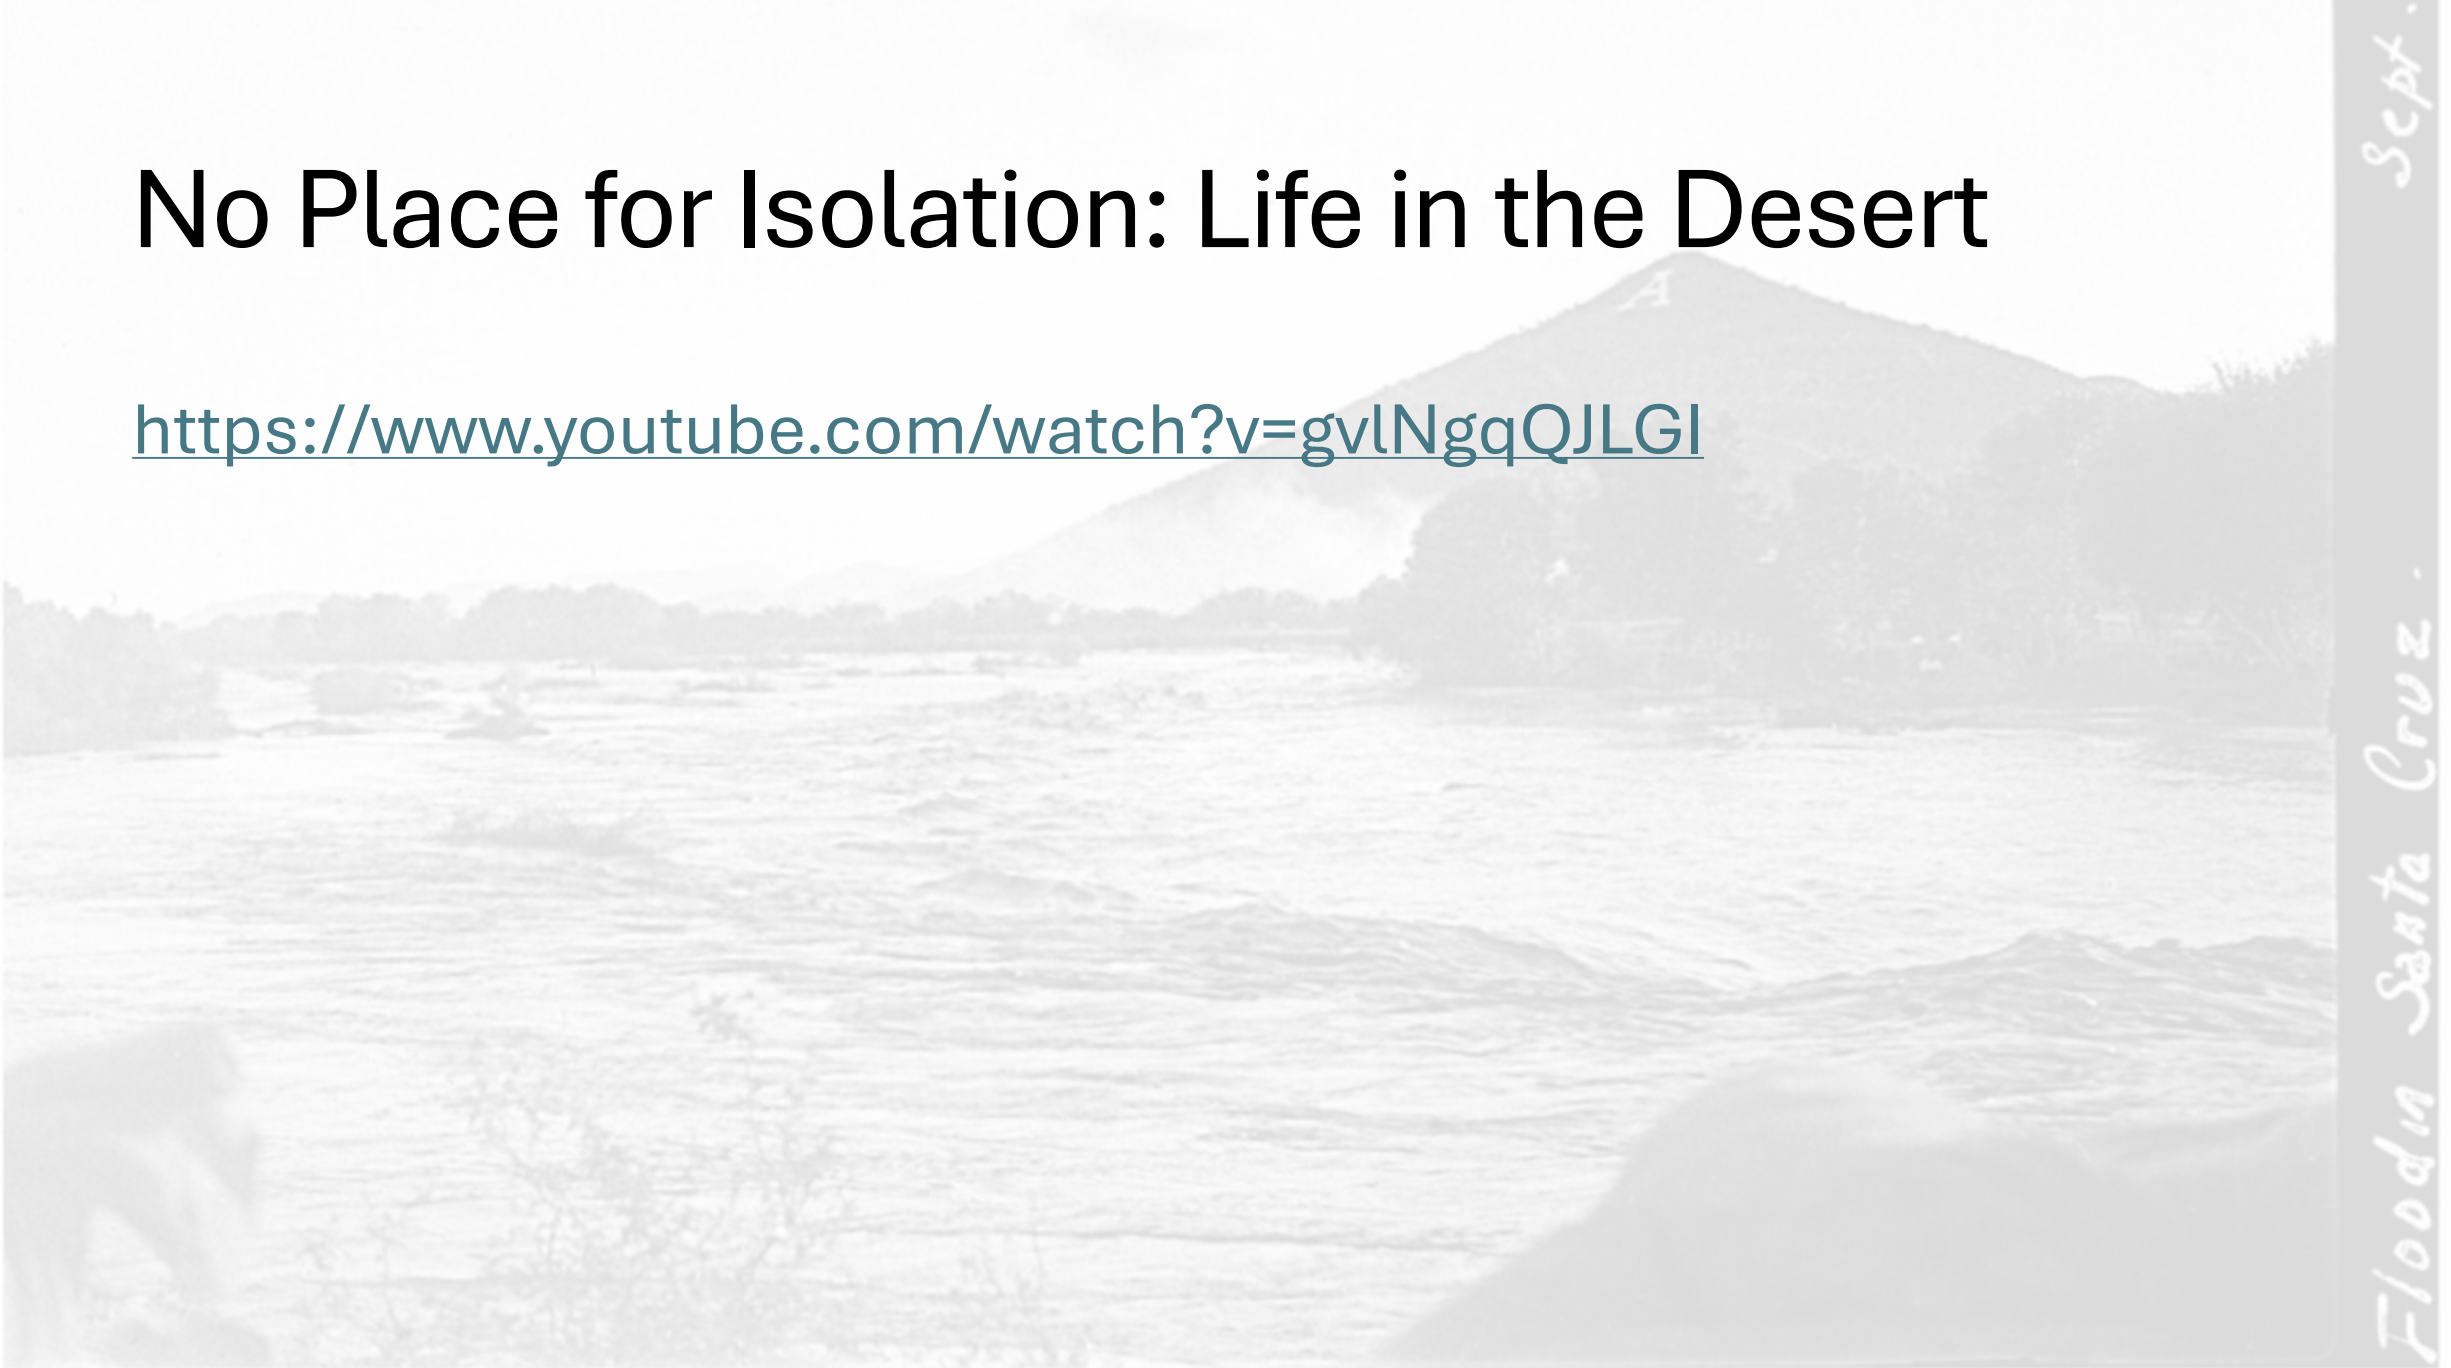 No Place for Isolation: Life in the Desert
https://www.youtube.com/watch?v=gvlNgqQJLGI
A
Flood in Santa Cruz. Sept.